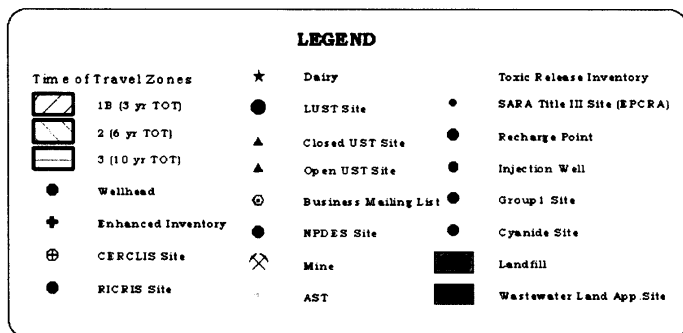 LEGEND
Time of Travel Zones
1B (3 yr TOT)
2 (6 yr TOT)
3 (10 yr TOT)
Wellhead
Enhanced Inventory
CERCLIS Site
RICRIS Site
Dairy
LUST Site
Closed UST Site
Open UST Site
Business Mailing List
NPDES Site
Mine
AST
Toxic Release Inventory
SARA Title III Site (EPCRA)
Recharge Point
Injection Well
Group1 Site
Cyanide Site
Landfill
Wastewater Land App.Site